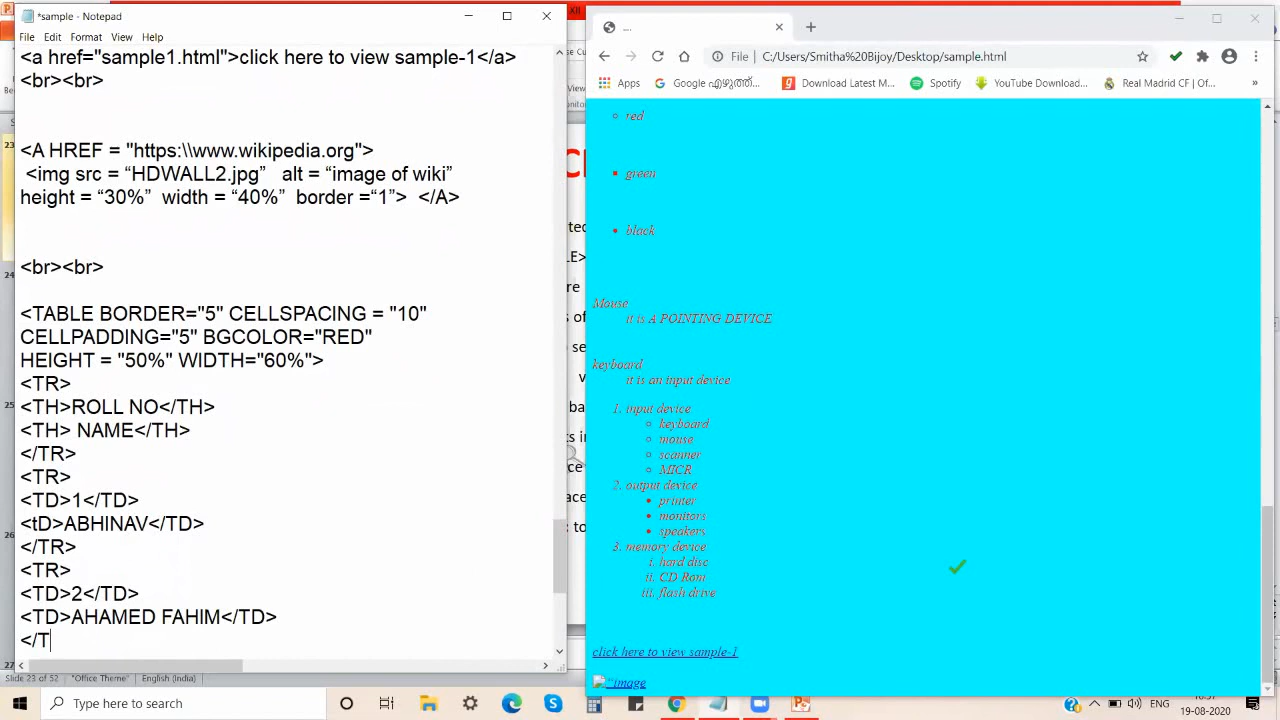 *sample - Notepad
File Edit Format View Help
<a href="sample1.html">click here to view sample-1</a>
<br><br>
<A HREF = "https:\\www.wikipedia.org">
<img src = “HDWALL2.jpg” alt = “image of wiki”
height = “30%” width = “40%” border =“1”> </A>
<br><br>
<TABLE BORDER="5" CELLSPACING = "10"
CELLPADDING="5" BGCOLOR="RED"
HEIGHT = "50%" WIDTH="60%">
<TR>
<TH>ROLL NO</TH>
<TH> NAME</TH>
</TR>
<TR>
<TD>1</TD>
<tD>ABHINAV</TD>
</TR>
<TR>
<TD>2</TD>
<TD>AHAMED FAHIM</TD>
</T
Slide 23 of 52 "Office Theme" English (India)
....
File C:/Users/Smitha%20Bijoy/Desktop/sample.html
Apps Google എഴുത്ത്... Download Latest M... Spotify YouTube Download... Real Madrid CF | Of...
red
green
black
Mouse
it is A POINTING DEVICE
keyboard
it is an input device
1. input device
keyboard
mouse
scanner
MICR
2. output device
printer
monitors
speakers
3. memory device
i. hard disc
ii. CD Rom
iii. flash drive
click here to view sample-1
“image
Type here to search
ENG
19-08-2020